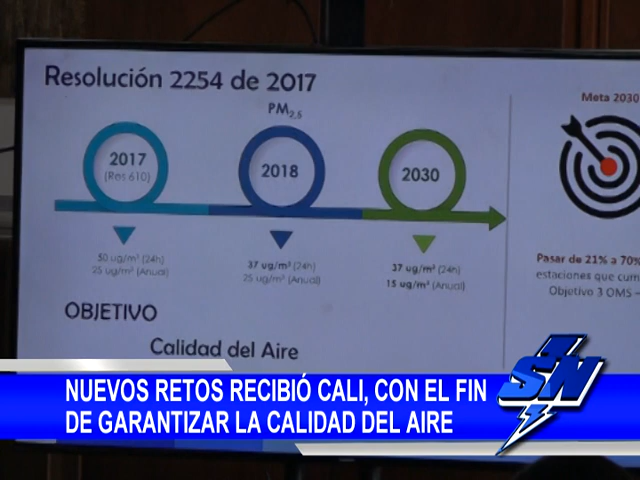 Resolución 2254 de 2017
PM2,5
2017
(Res 610)
2018
2030
50 ug/m³ (24h)
25 ug/m³ (Anual)
37 ug/m³ (24h)
25 ug/m³ (Anual)
37 ug/m³ (24h)
15 ug/m³ (Anual)
Meta 2030
Pasar de 21% a 70%
estaciones que cum
Objetivo 3 OMS –
OBJETIVO
Calidad del Aire
NUEVOS RETOS RECIBIÓ CALI, CON EL FIN
DE GARANTIZAR LA CALIDAD DEL AIRE
SN